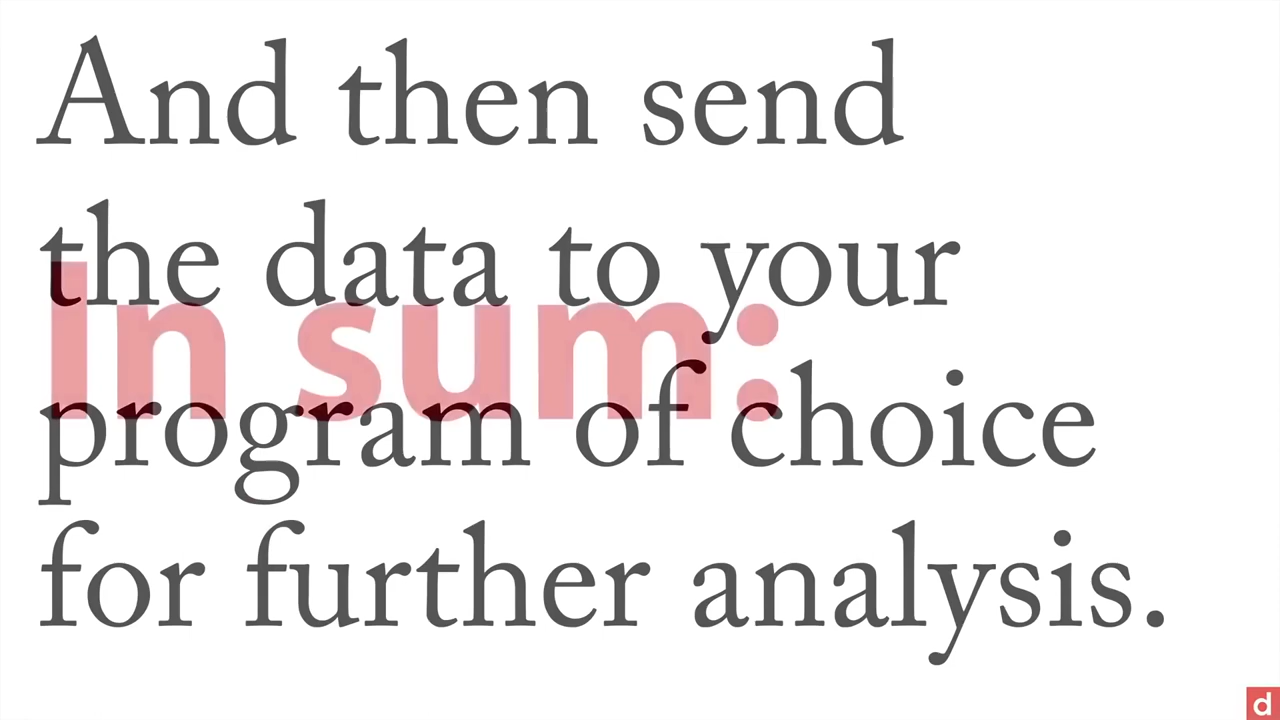 And then send
the data to your
In sum:
program of choice
for further analysis.
d